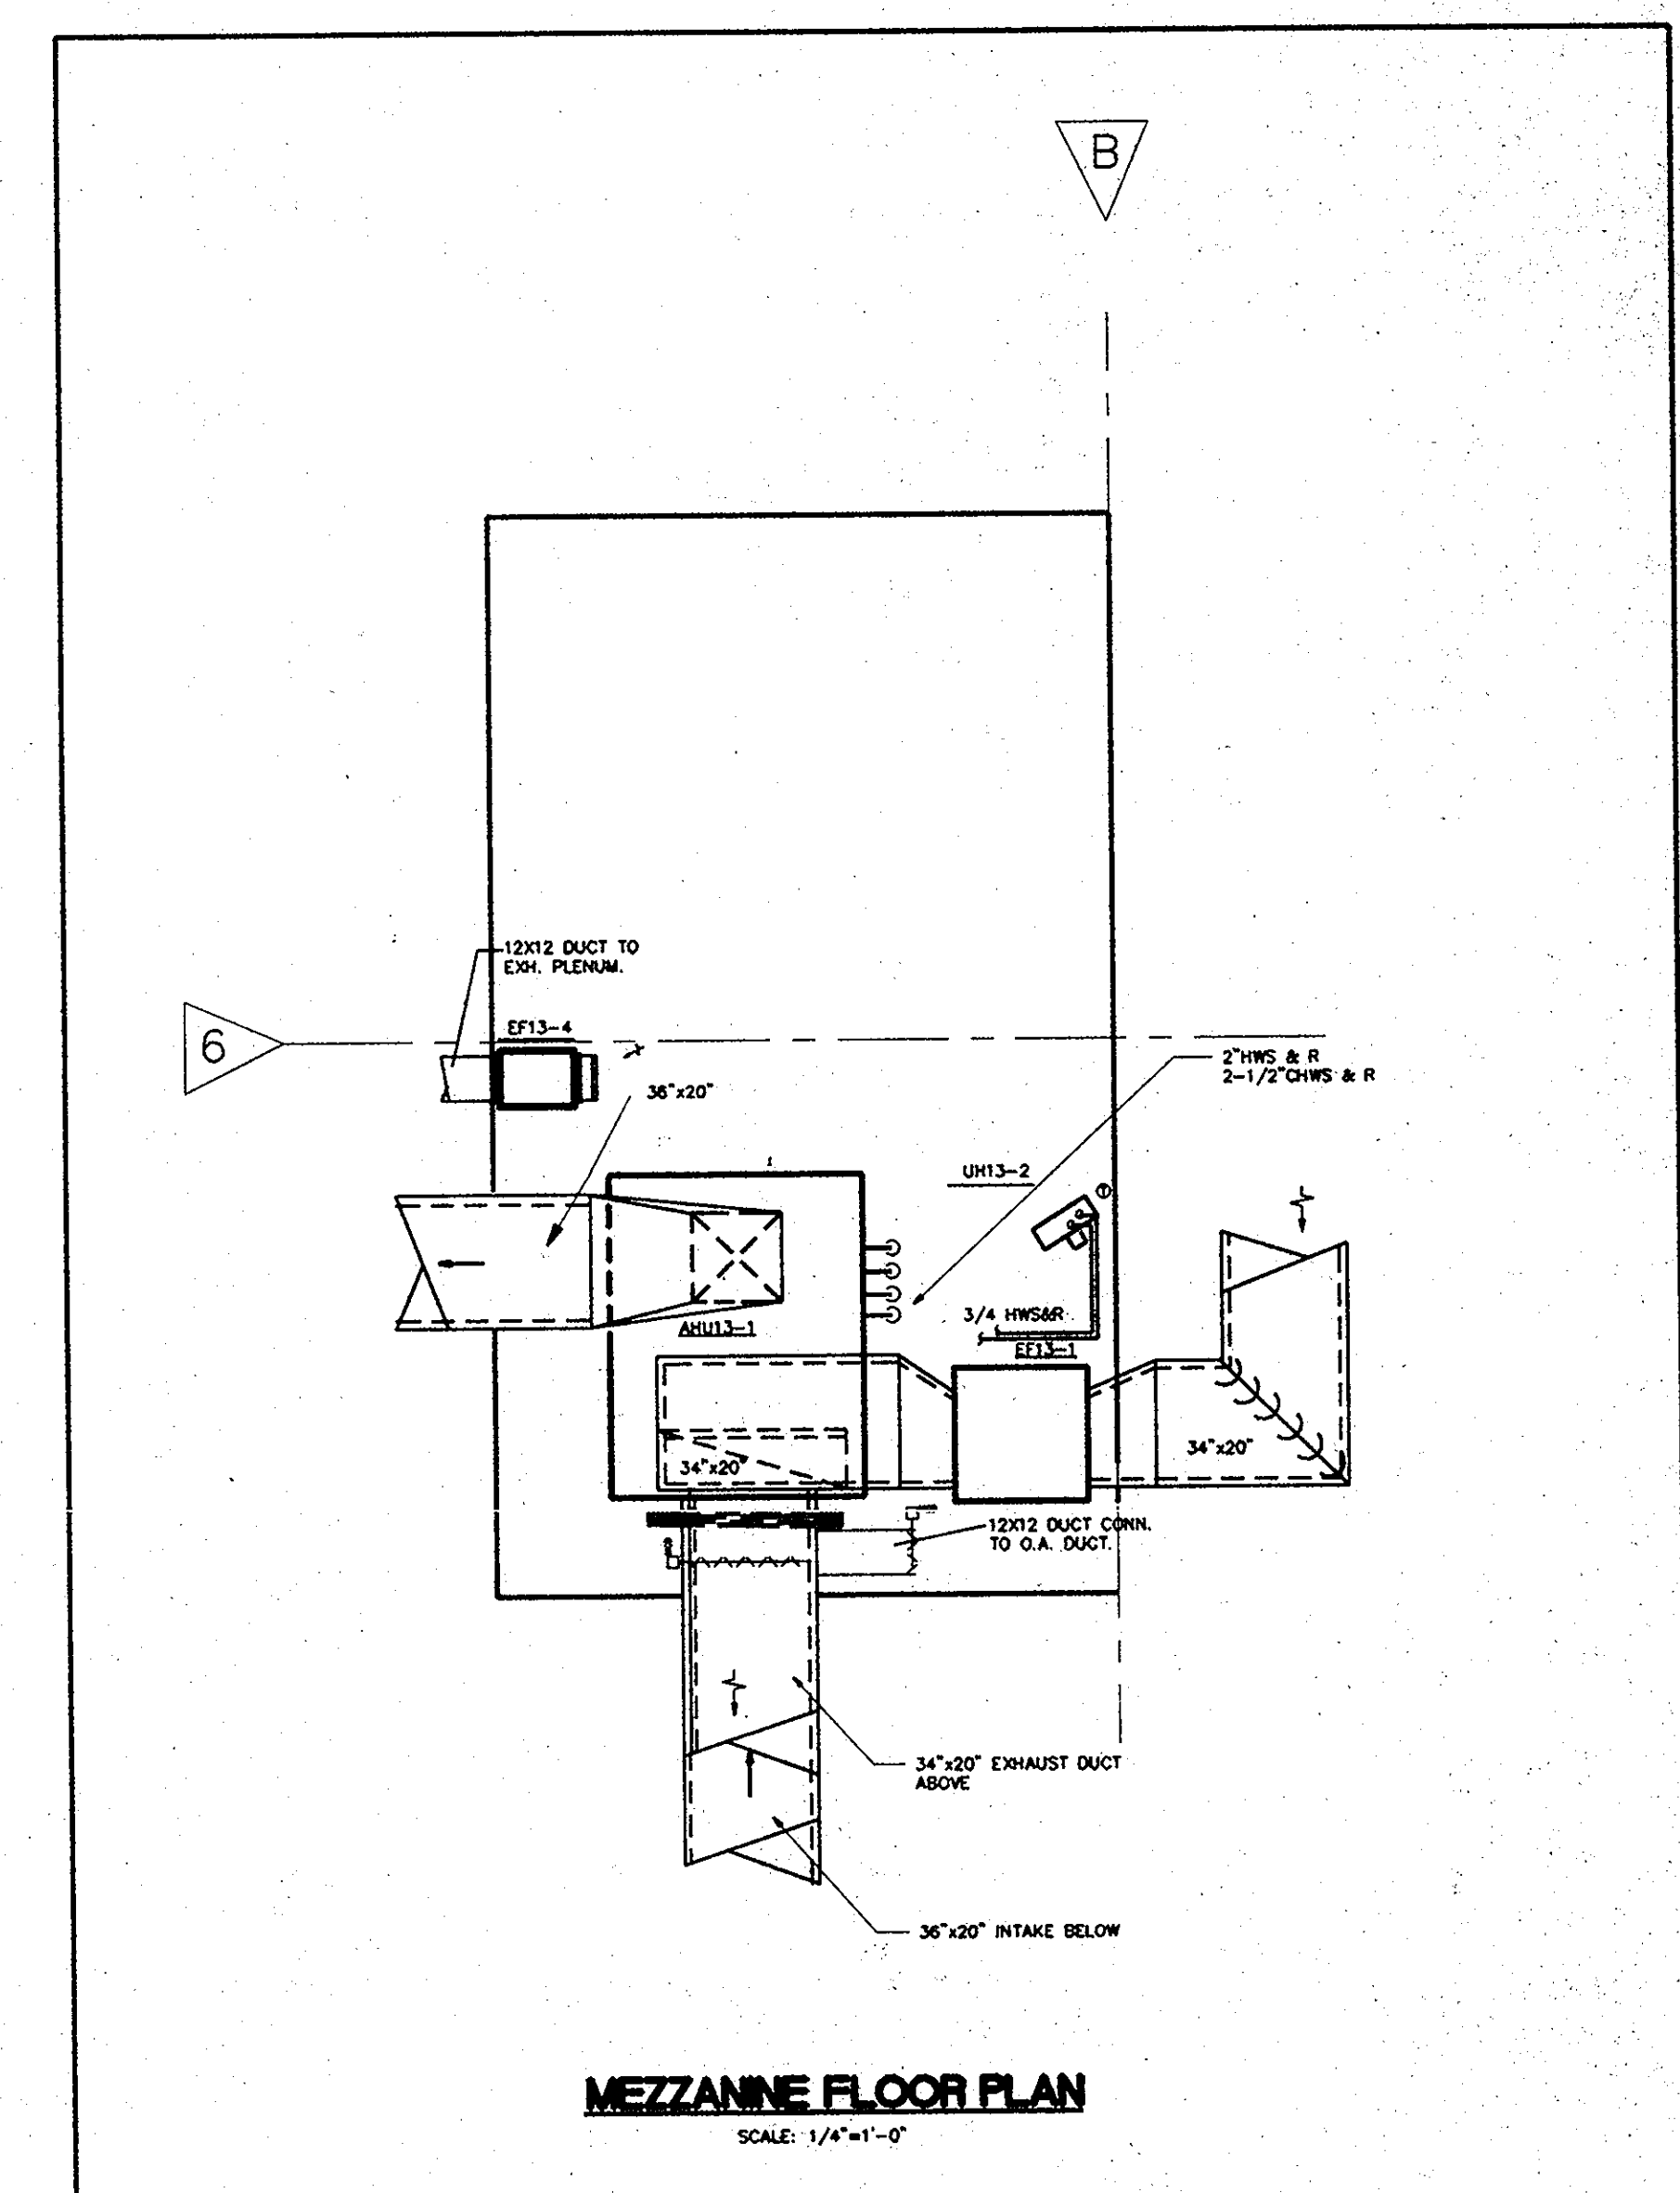 B
12X12 DUCT TO
EXH. PLENUM.
EF13-4
6
36"x20"
2"HWS & R
2-1/2"CHWS & R
UH13-2
T
AHU13-1
3/4 HWS&R
EF13-1
34"x20"
34"x20"
12X12 DUCT CONN.
TO O.A. DUCT.
34"x20" EXHAUST DUCT
ABOVE
36"x20" INTAKE BELOW
MEZZANINE FLOOR PLAN
SCALE: 1/4"=1'-0"